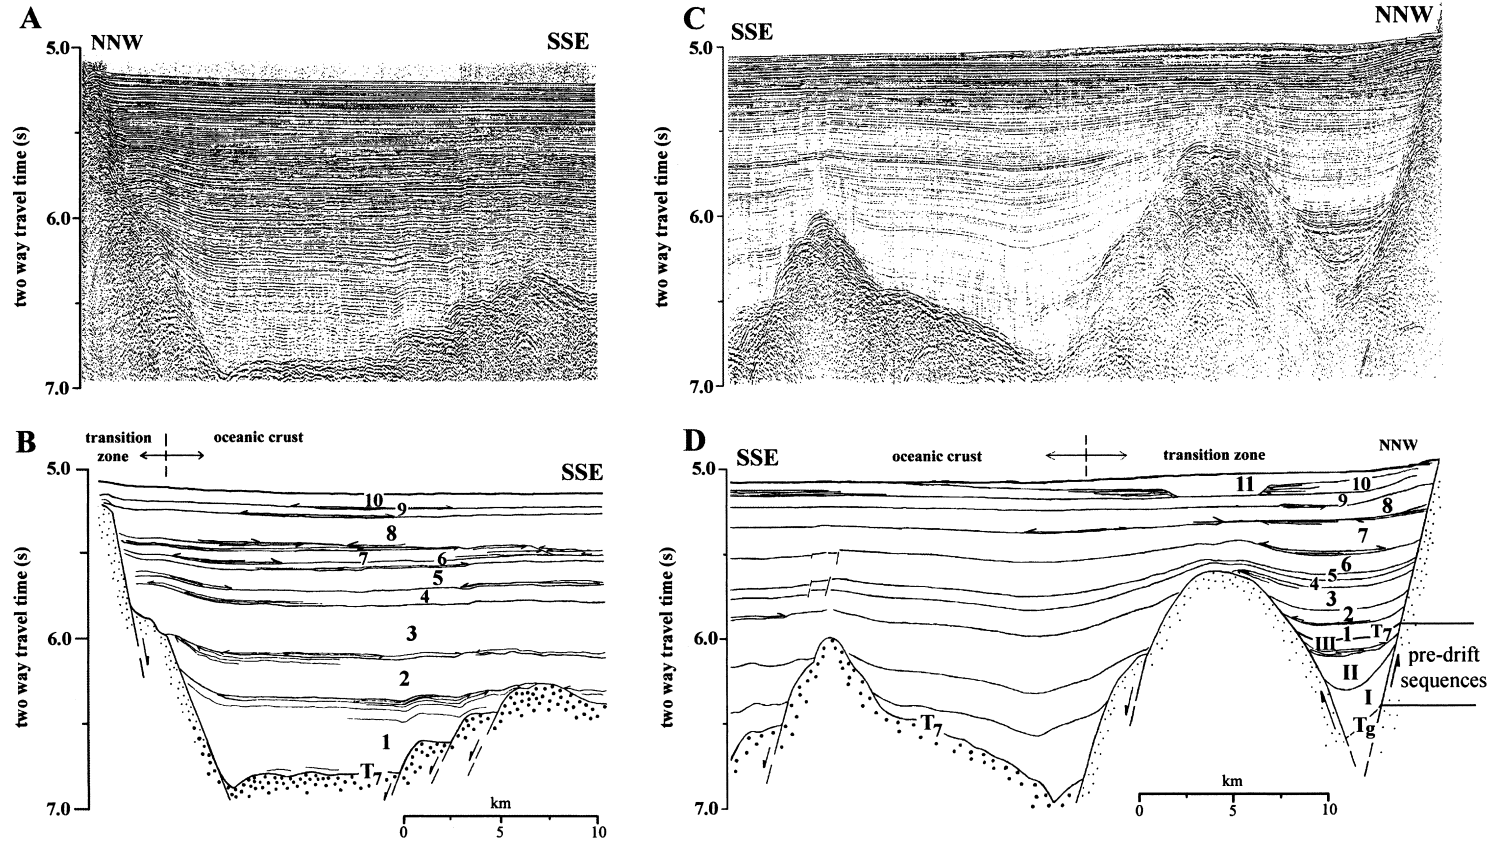 A
NNW
SSE
5.0
6.0
7.0
two way travel time (s)
C
SSE
NNW
5.0
6.0
7.0
two way travel time (s)
B
transition
zone
oceanic crust
SSE
5.0
6.0
7.0
two way travel time (s)
10
9
8
7
6
5
4
3
2
1
T7
km
0
5
10
D
SSE
oceanic crust
transition zone
NNW
5.0
6.0
7.0
two way travel time (s)
11
10
9
8
7
6
5
4
3
2
1
T7
III
II
I
Tg
pre-drift
sequences
T7
km
0
5
10